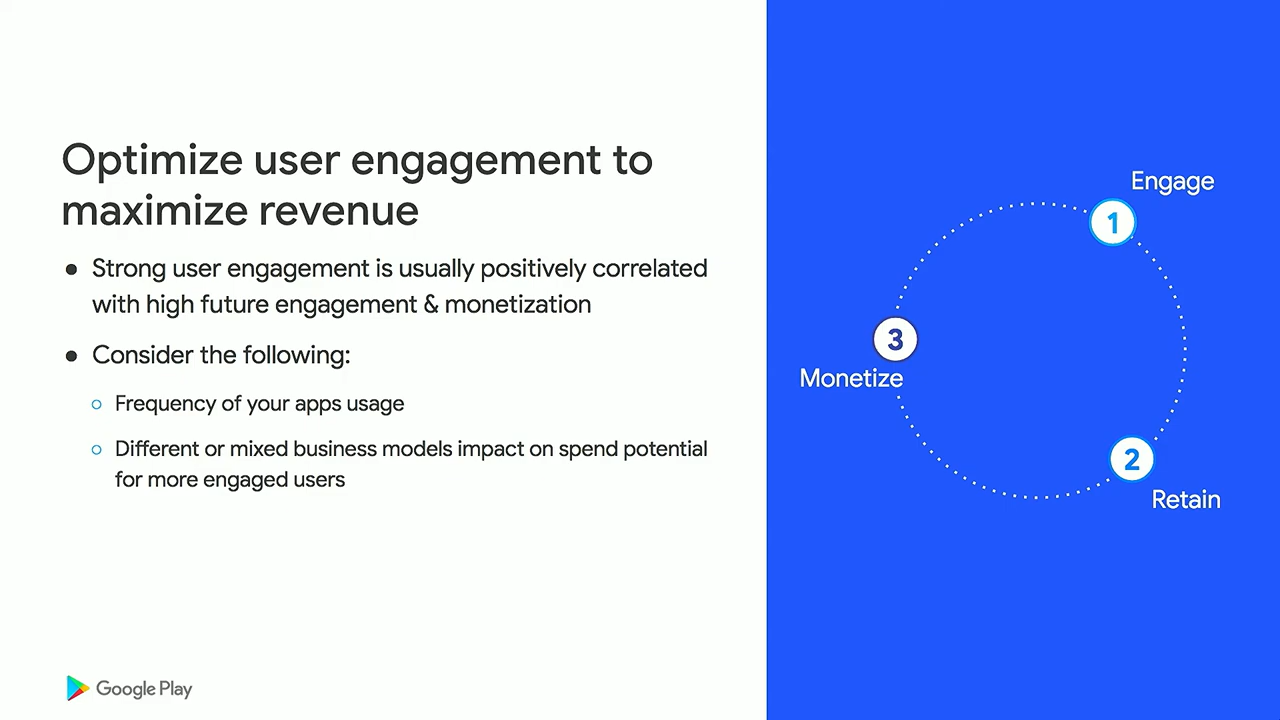 Optimize user engagement to
maximize revenue
● Strong user engagement is usually positively correlated
with high future engagement & monetization
● Consider the following:
○ Frequency of your apps usage
○ Different or mixed business models impact on spend potential
for more engaged users
Google Play
Engage
1
3
Monetize
2
Retain